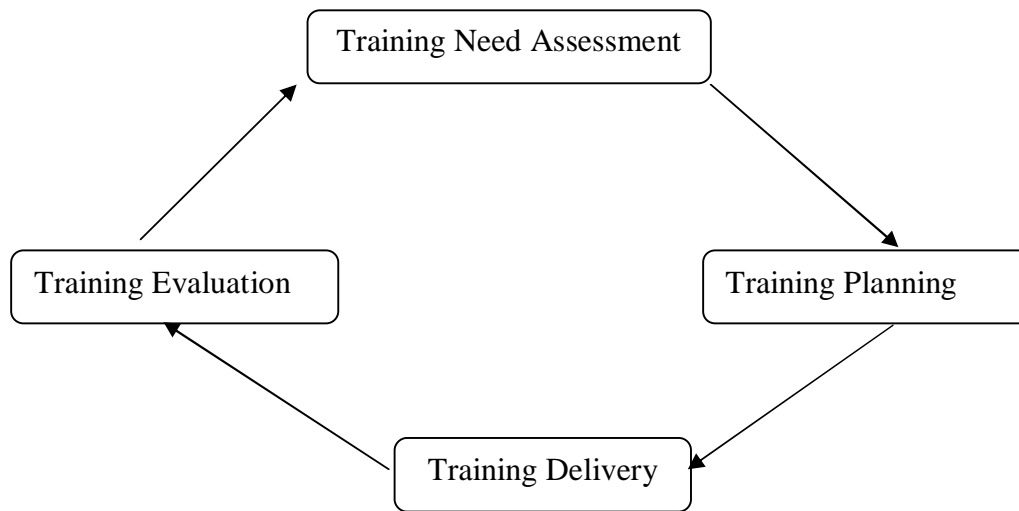 Training Need Assessment
Training Evaluation
Training Planning
Training Delivery